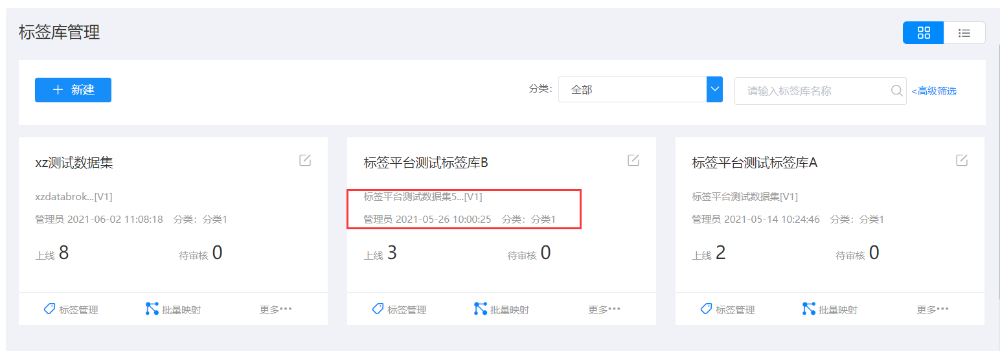 标签库管理
新建
分类: 全部 请输入标签库名称 <高级筛选
xz测试数据集
xzdatabrok...[V1]
管理员 2021-06-02 11:08:18 分类：分类1
上线 8 待审核 0
标签管理 批量映射 更多···
标签平台测试标签库B
标签平台测试数据集5...[V1]
管理员 2021-05-26 10:00:25 分类：分类1
上线 3 待审核 0
标签管理 批量映射 更多···
标签平台测试标签库A
标签平台测试数据集[V1]
管理员 2021-05-14 10:24:46 分类：分类1
上线 2 待审核 0
标签管理 批量映射 更多···